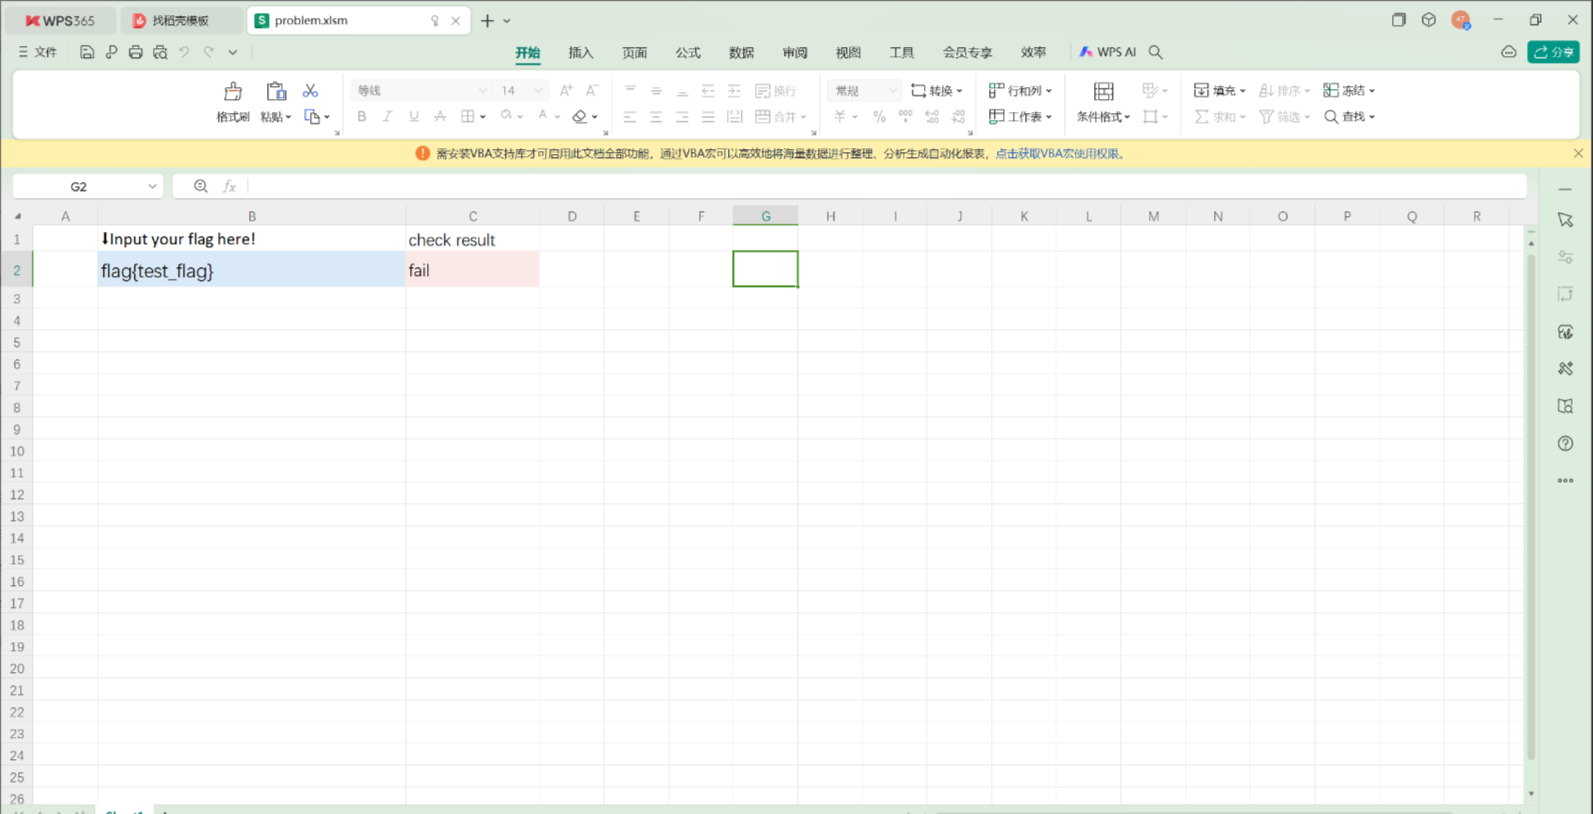 WPS365 找稻壳模板 problem.xlsm
文件 开始 插入 页面 公式 数据 审阅 视图 工具 会员专享 效率 WPS AI 分享
等线 14 A+ A- 换行 常规 转换 行和列 填充 排序 冻结
格式刷 粘贴 B I U A A 合并 ¥ % 工作表 条件格式 求和 筛选 查找
需安装VBA支持库才可启用此文档全部功能，通过VBA宏可以高效地将海量数据进行整理、分析生成自动化报表，点击获取VBA宏使用权限。
G2 fx
A B C D E F G H I J K L M N O P Q R
1 ⬇Input your flag here! check result
2 flag{test_flag} fail
3
4
5
6
7
8
9
10
11
12
13
14
15
16
17
18
19
20
21
22
23
24
25
26